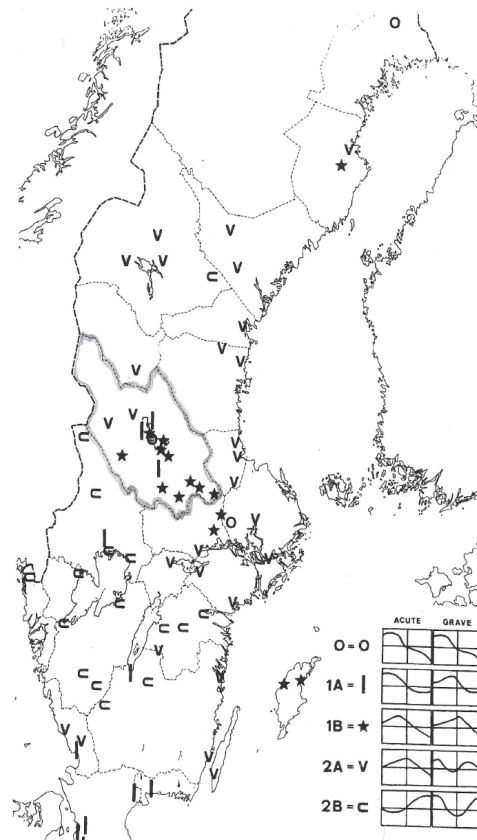 ACUTE GRAVE
O = O
1A = |
1B = ★
2A = V
2B = ⊂